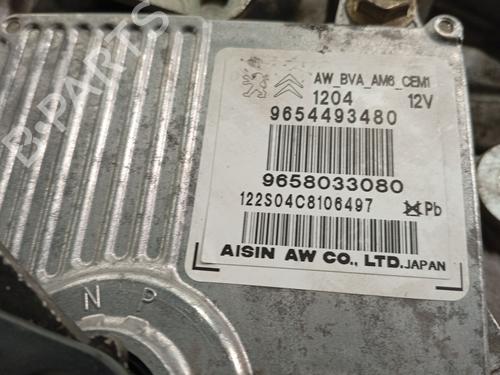 AW_BVA_AM6_CEM1
1204 12V
9654493480
9658033080
122S04C8106497 Pb
AISIN AW CO., LTD. JAPAN
N P
B PARTS